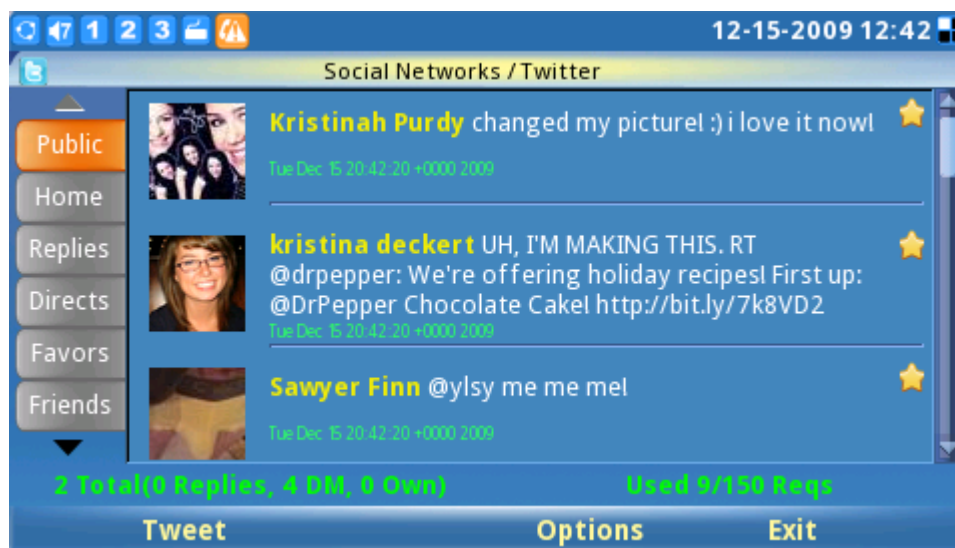 7 1 2 3 12-15-2009 12:42
Social Networks / Twitter
Public
Home
Replies
Directs
Favors
Friends
Kristinah Purdy changed my picture! :) i love it now!
Tue Dec 15 20:42:20 +0000 2009
kristina deckert UH, I'M MAKING THIS. RT
@drpepper: We're offering holiday recipes! First up:
@DrPepper Chocolate Cake! http://bit.ly/7k8VD2
Tue Dec 15 20:42:20 +0000 2009
Sawyer Finn @ylsy me me me!
Tue Dec 15 20:42:20 +0000 2009
2 Total(0 Replies, 4 DM, 0 Own) Used 9/150 Reqs
Tweet Options Exit